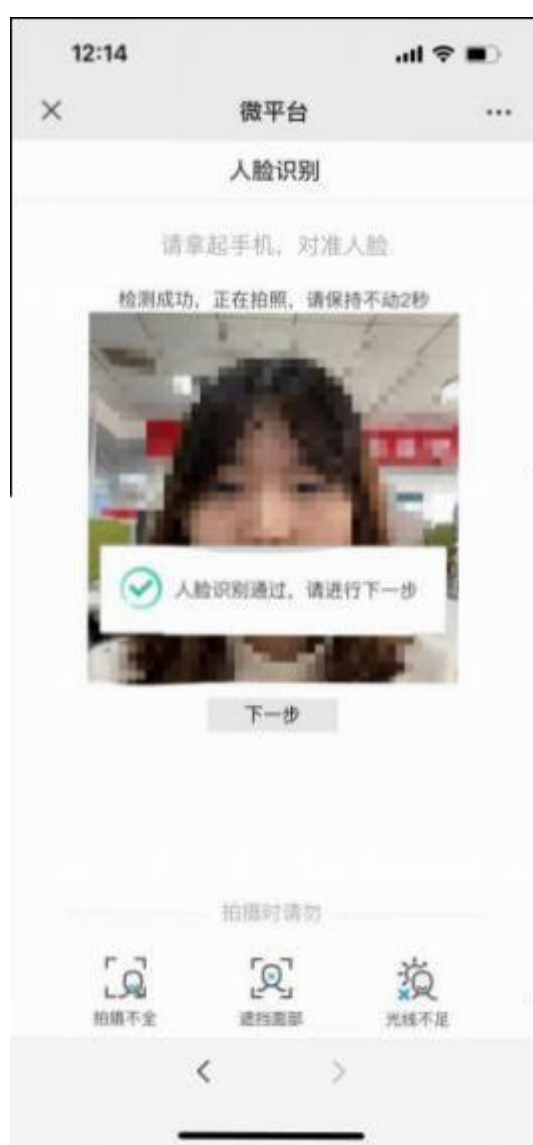 12:14
微平台
人脸识别
请拿起手机，对准人脸
检测成功，正在拍照，请保持不动2秒
人脸识别通过，请进行下一步
下一步
拍摄时请勿
拍摄不全
遮挡面部
光线不足